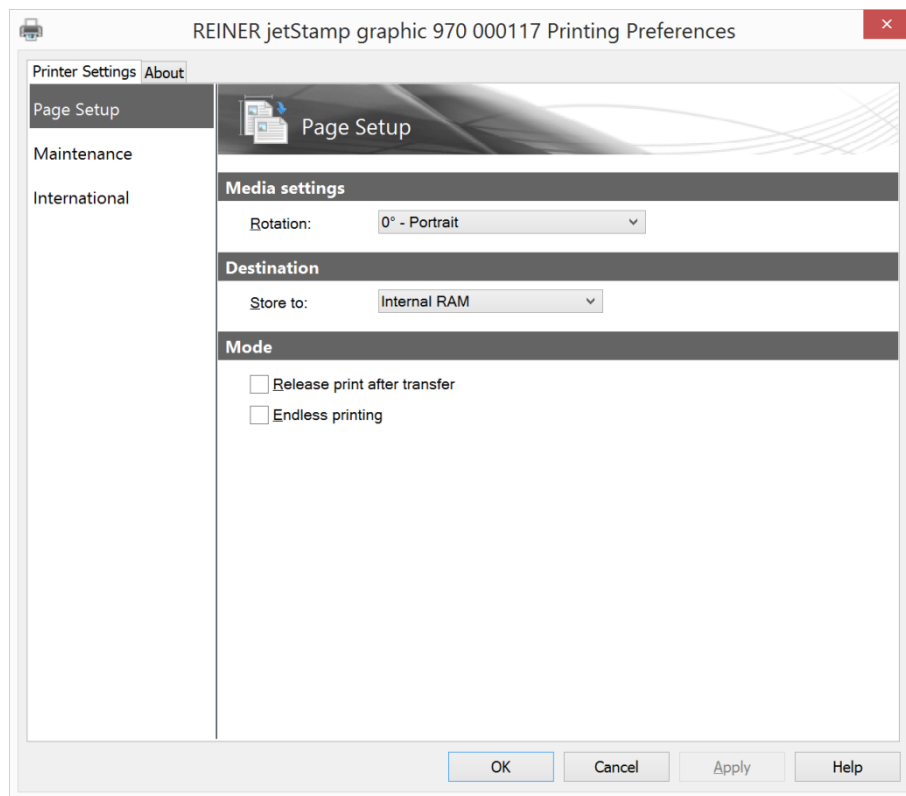 REINER jetStamp graphic 970 000117 Printing Preferences
Printer Settings About
Page Setup
Maintenance
International
Page Setup
Media settings
Rotation: 0° - Portrait
Destination
Store to: Internal RAM
Mode
Release print after transfer
Endless printing
OK Cancel Apply Help